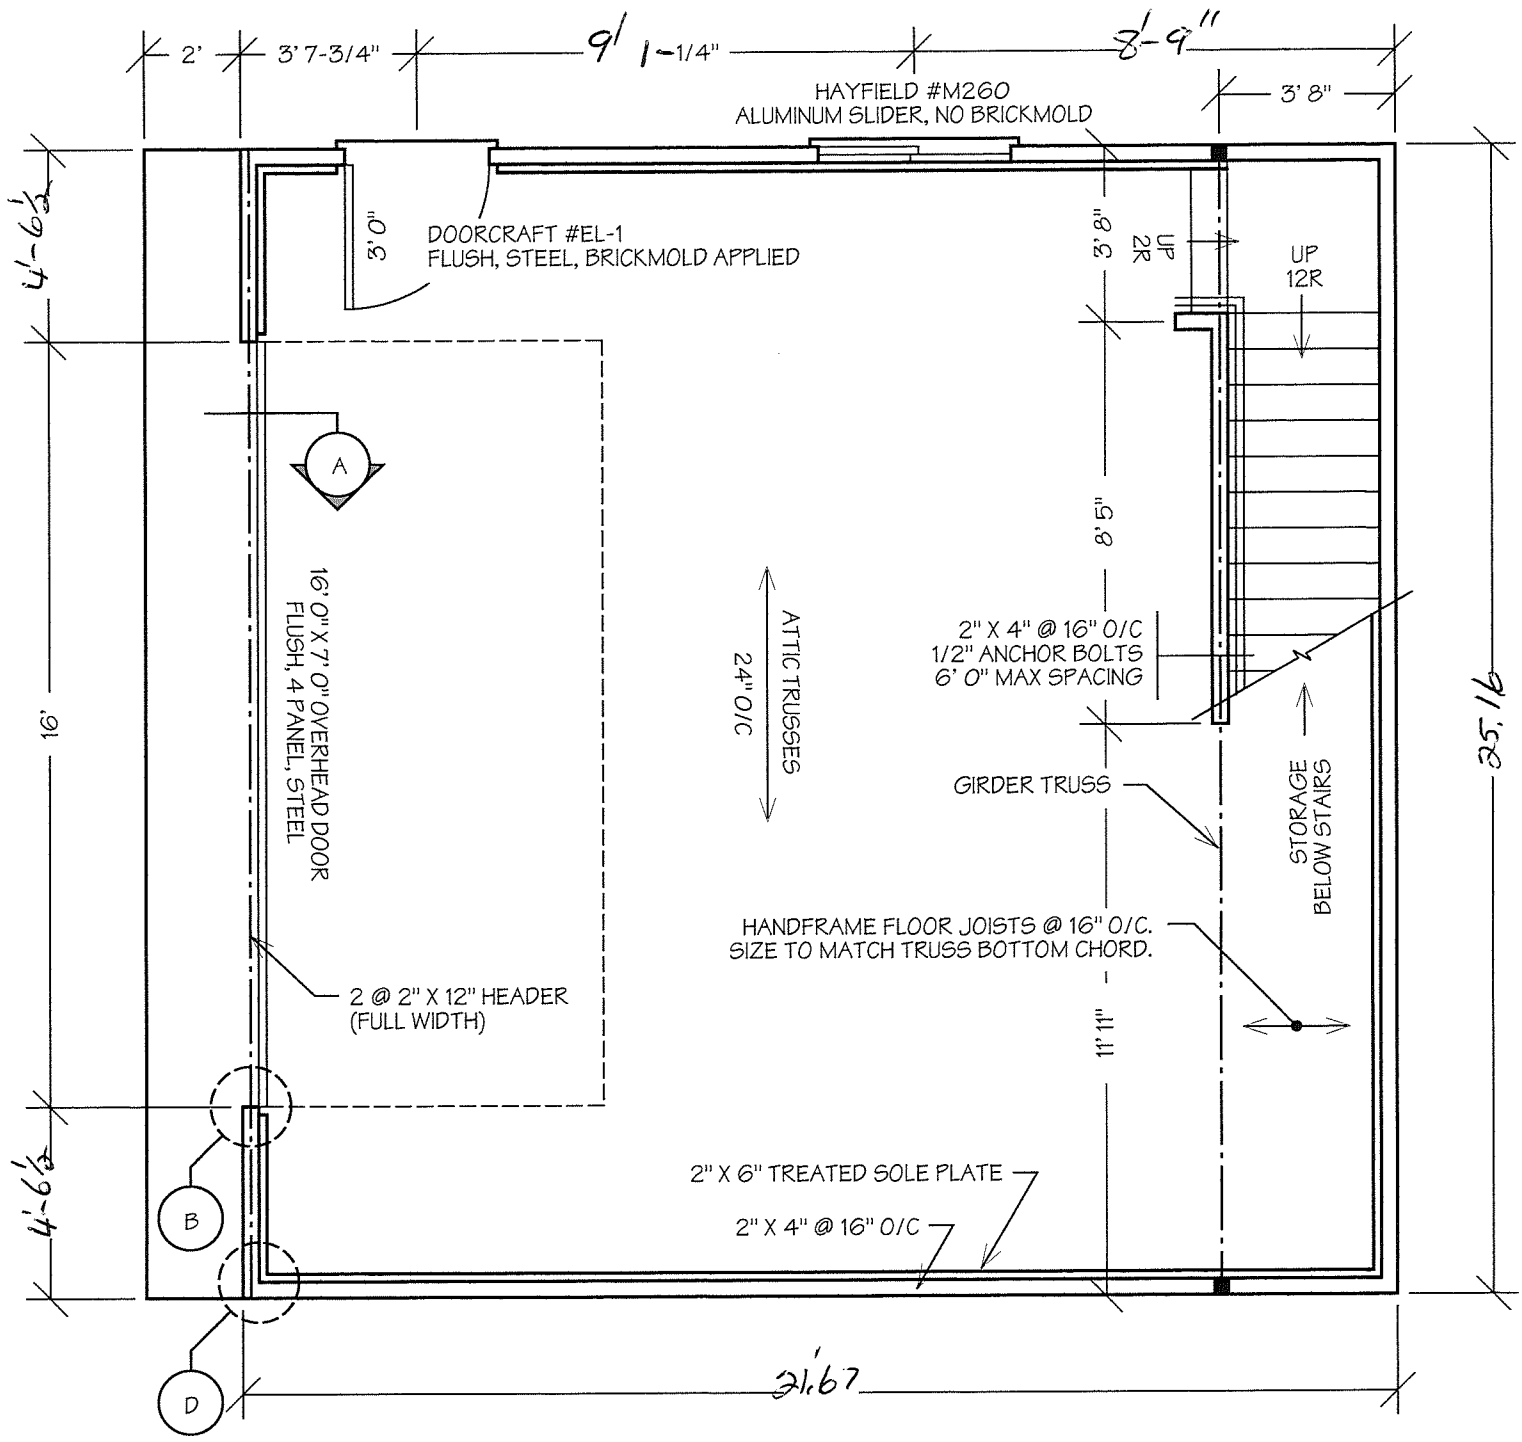 2' 3' 7-3/4" 9' 1-1/4" 8'-9"
HAYFIELD #M260
ALUMINUM SLIDER, NO BRICKMOLD
3' 8"
4'-6½
3' 0"
DOORCRAFT #EL-1
FLUSH, STEEL, BRICKMOLD APPLIED
3' 8"
UP
2R
UP
12R
A
8' 5"
16' 0" X 7' 0" OVERHEAD DOOR
FLUSH, 4 PANEL, STEEL
ATTIC TRUSSES
24" O/C
2" X 4" @ 16" O/C
1/2" ANCHOR BOLTS
6' 0" MAX SPACING
16'
25.16
GIRDER TRUSS
STORAGE
BELOW STAIRS
HANDFRAME FLOOR JOISTS @ 16" O/C.
SIZE TO MATCH TRUSS BOTTOM CHORD.
2 @ 2" X 12" HEADER
(FULL WIDTH)
11' 11"
4'-6½
2" X 6" TREATED SOLE PLATE
B
2" X 4" @ 16" O/C
21.67
D